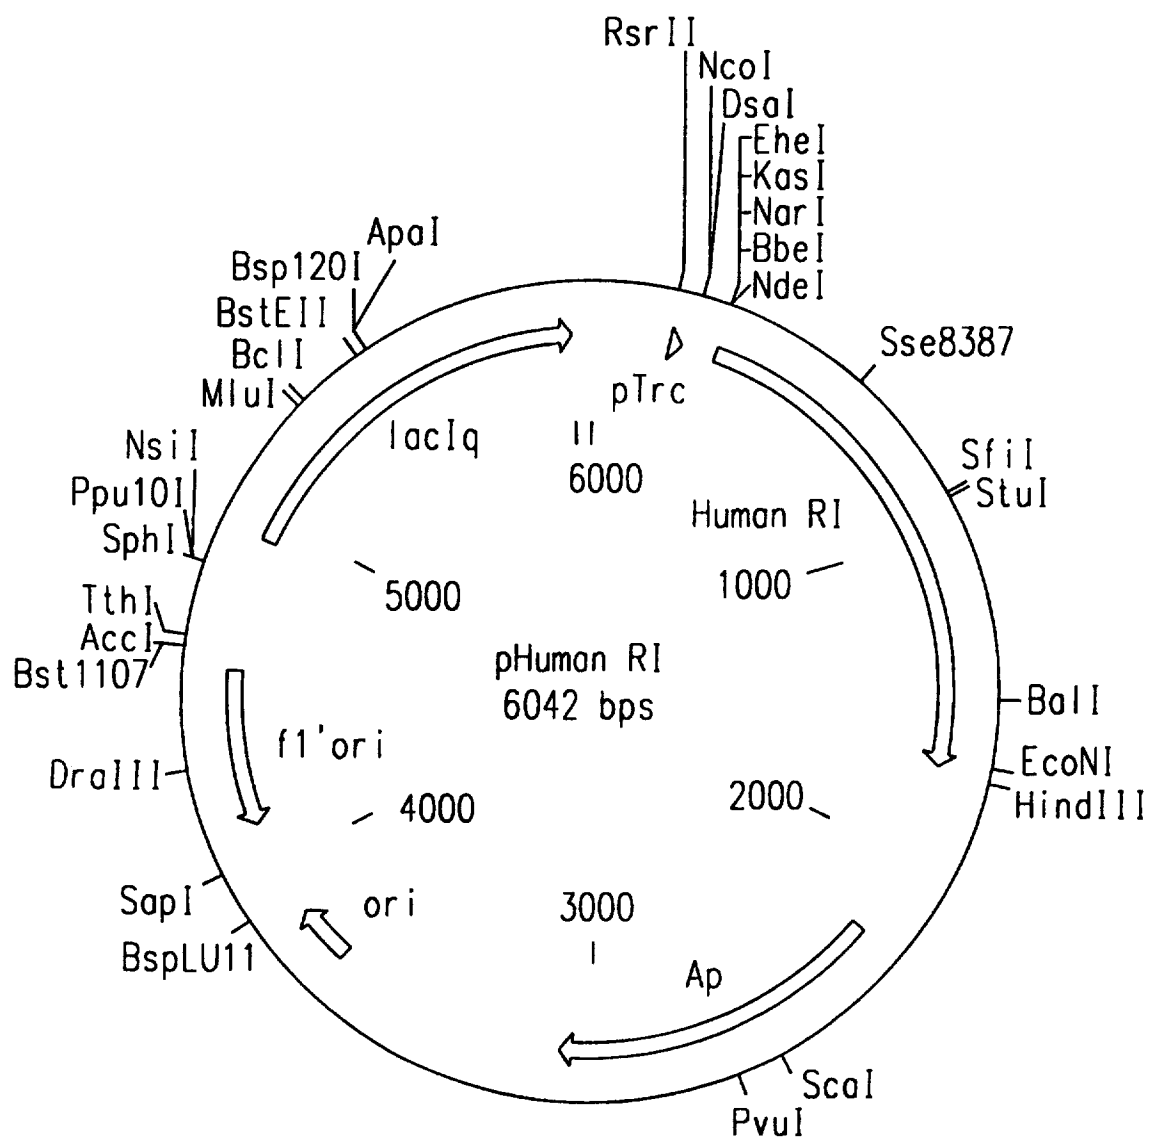 RsrII
NcoI
DsaI
EheI
KasI
NarI
BbeI
NdeI
ApaI
Bsp120I
BstEII
BclI
MluI
NsiI
Ppu10I
SphI
TthI
AccI
Bst1107
DraIII
SapI
BspLU11
Sse8387
SfiI
StuI
BalI
EcoNI
HindIII
ScaI
PvuI
pTrc
lacIq
6000
Human RI
1000
5000
pHuman RI
6042 bps
f1'ori
4000
2000
ori
3000
Ap